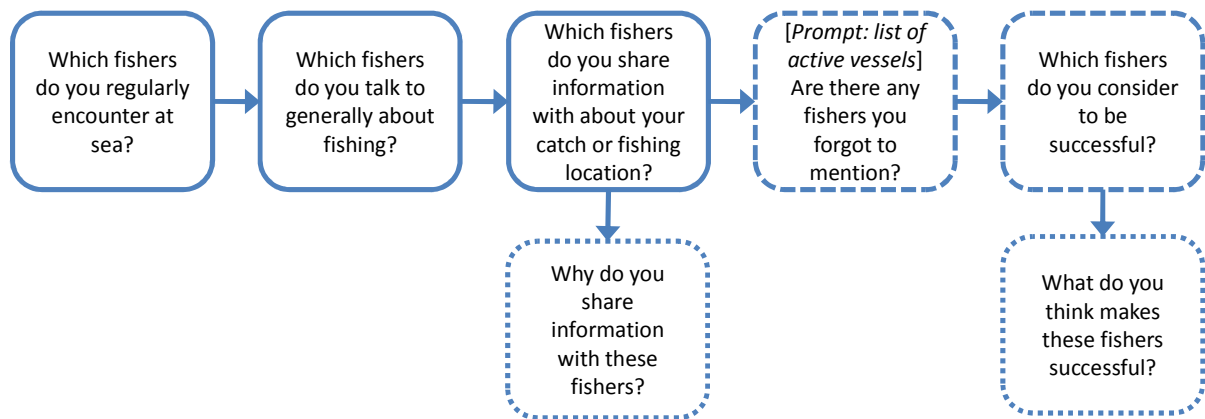 Which fishers
do you regularly
encounter at
sea?
Which fishers
do you talk to
generally about
fishing?
Which fishers
do you share
information
with about your
catch or fishing
location?
[Prompt: list of
active vessels]
Are there any
fishers you
forgot to
mention?
Which fishers
do you consider
to be
successful?
Why do you
share
information
with these
fishers?
What do you
think makes
these fishers
successful?